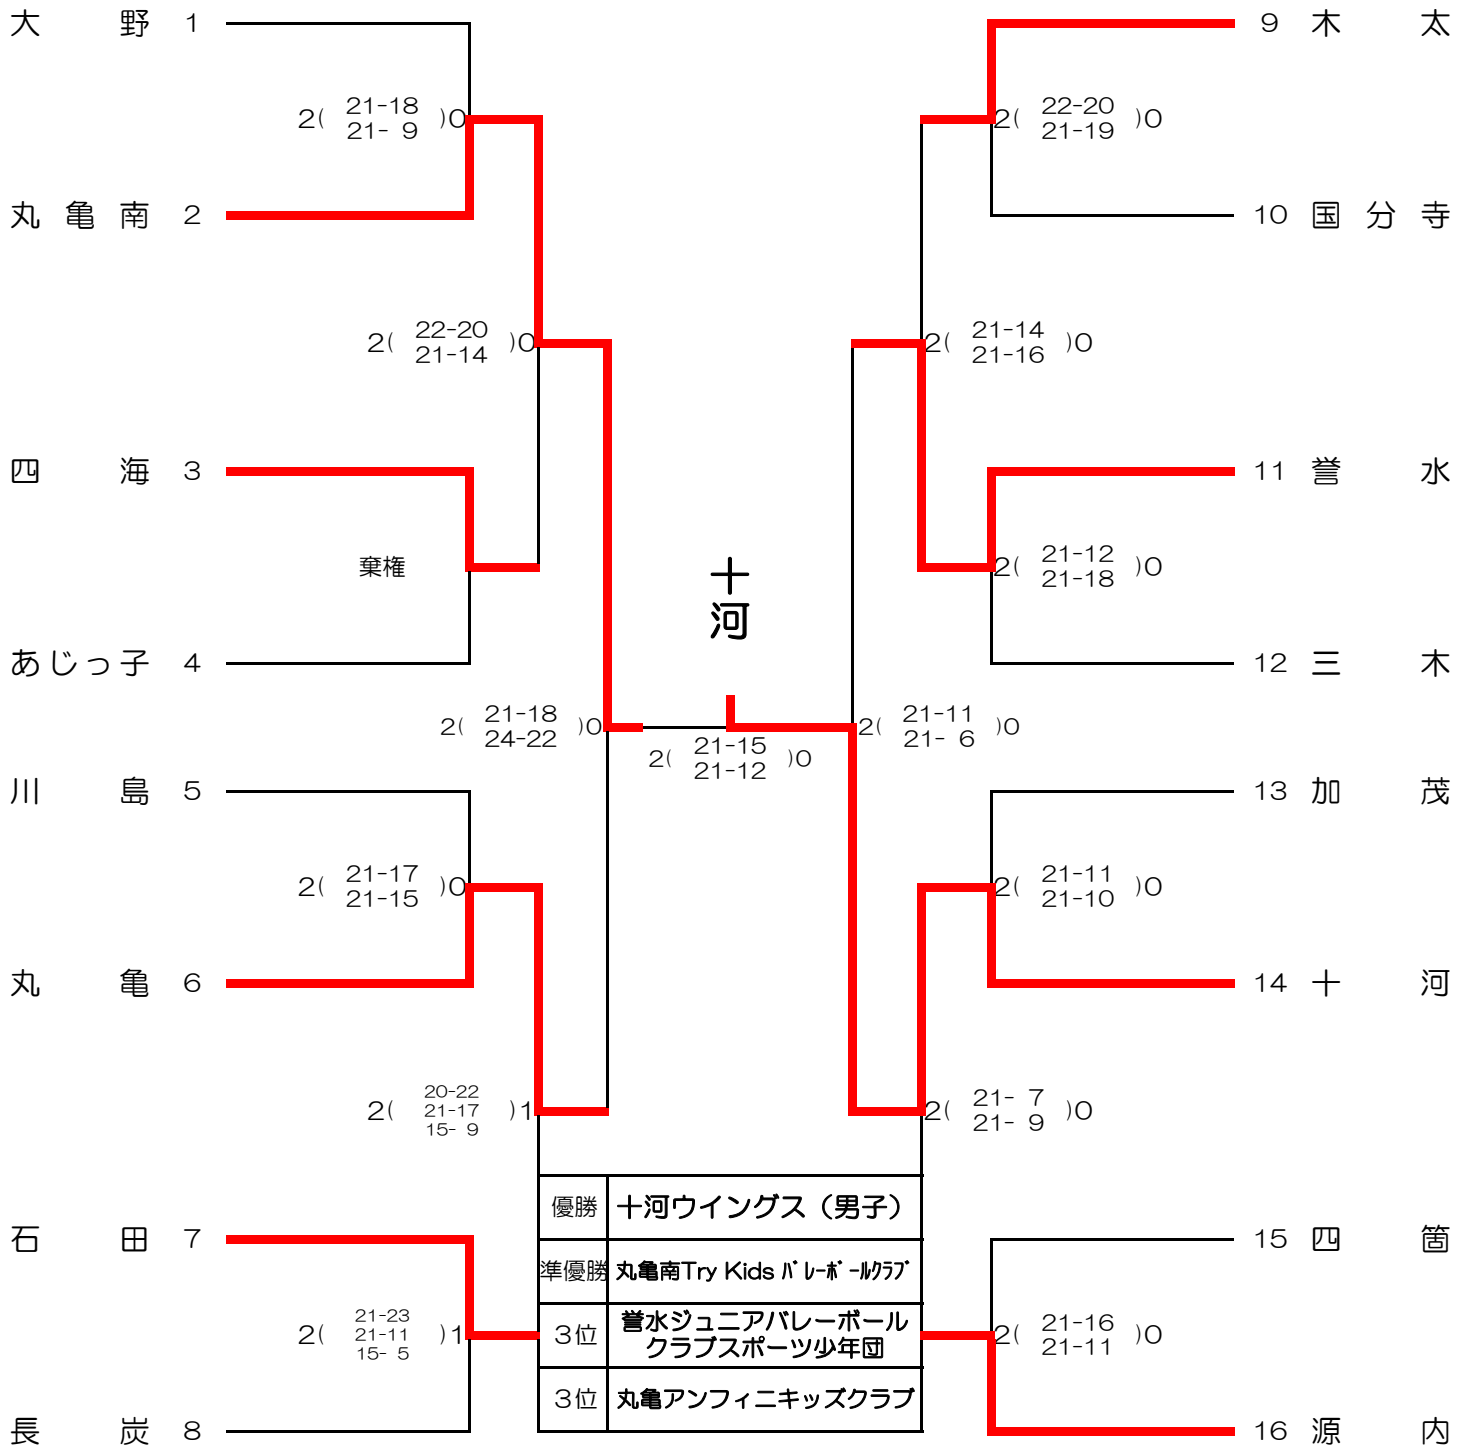 大野 1
2( 21-18 )0
21- 9
丸亀南 2
2( 22-20 )0
21-14
四海 3
棄権
あじっ子 4
2( 21-18 )0
24-22
川島 5
2( 21-17 )0
21-15
丸亀 6
2( 20-22 )1
21-17
15- 9
石田 7
2( 21-23 )1
21-11
15- 5
長炭 8
十
河
2( 21-15 )0
21-12
9 木太
2( 22-20 )0
21-19
10 国分寺
2( 21-14 )0
21-16
11 誉水
2( 21-12 )0
21-18
12 三木
2( 21-11 )0
21- 6
13 加茂
2( 21-11 )0
21-10
14 十河
2( 21- 7 )0
21- 9
15 四箇
2( 21-16 )0
21-11
16 源内
優勝 十河ウイングス（男子）
準優勝 丸亀南Try Kids ﾊﾞﾚｰﾎﾞｰﾙｸﾗﾌﾞ
３位 誉水ジュニアバレーボール
クラブスポーツ少年団
３位 丸亀アンフィニキッズクラブ